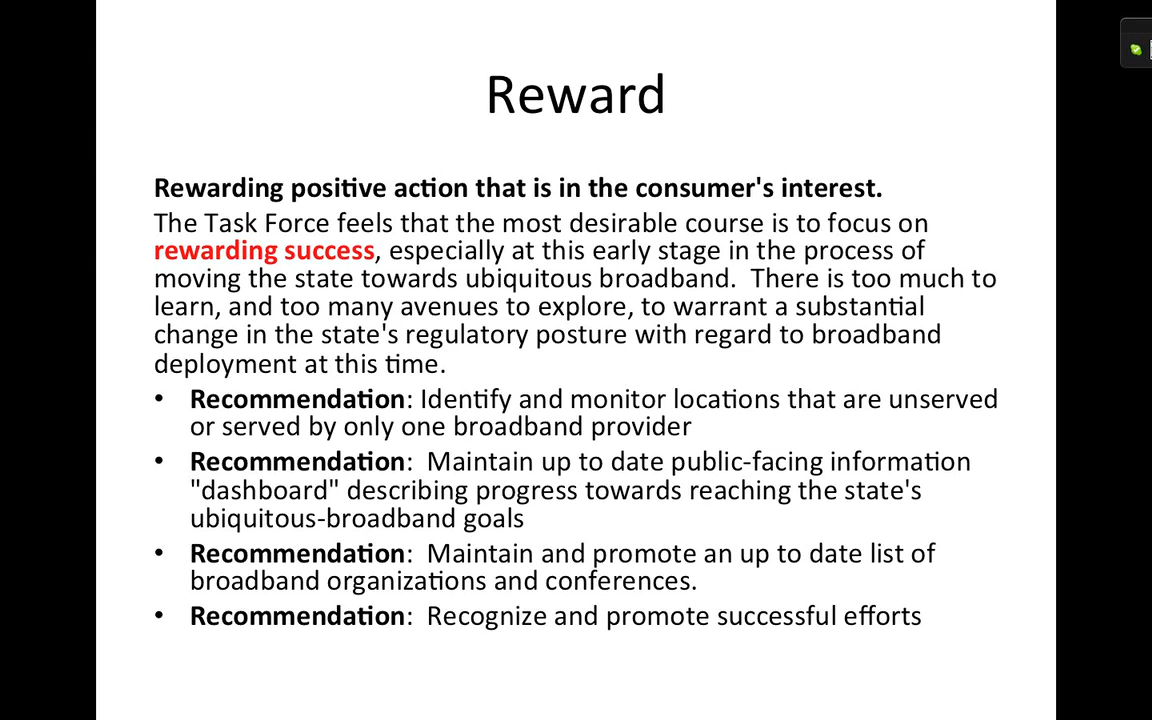 Reward
Rewarding positive action that is in the consumer's interest.
The Task Force feels that the most desirable course is to focus on
rewarding success, especially at this early stage in the process of
moving the state towards ubiquitous broadband.  There is too much to
learn, and too many avenues to explore, to warrant a substantial
change in the state's regulatory posture with regard to broadband
deployment at this time.
• Recommendation: Identify and monitor locations that are unserved
or served by only one broadband provider
• Recommendation:  Maintain up to date public-facing information
"dashboard" describing progress towards reaching the state's
ubiquitous-broadband goals
• Recommendation:  Maintain and promote an up to date list of
broadband organizations and conferences.
• Recommendation:  Recognize and promote successful efforts